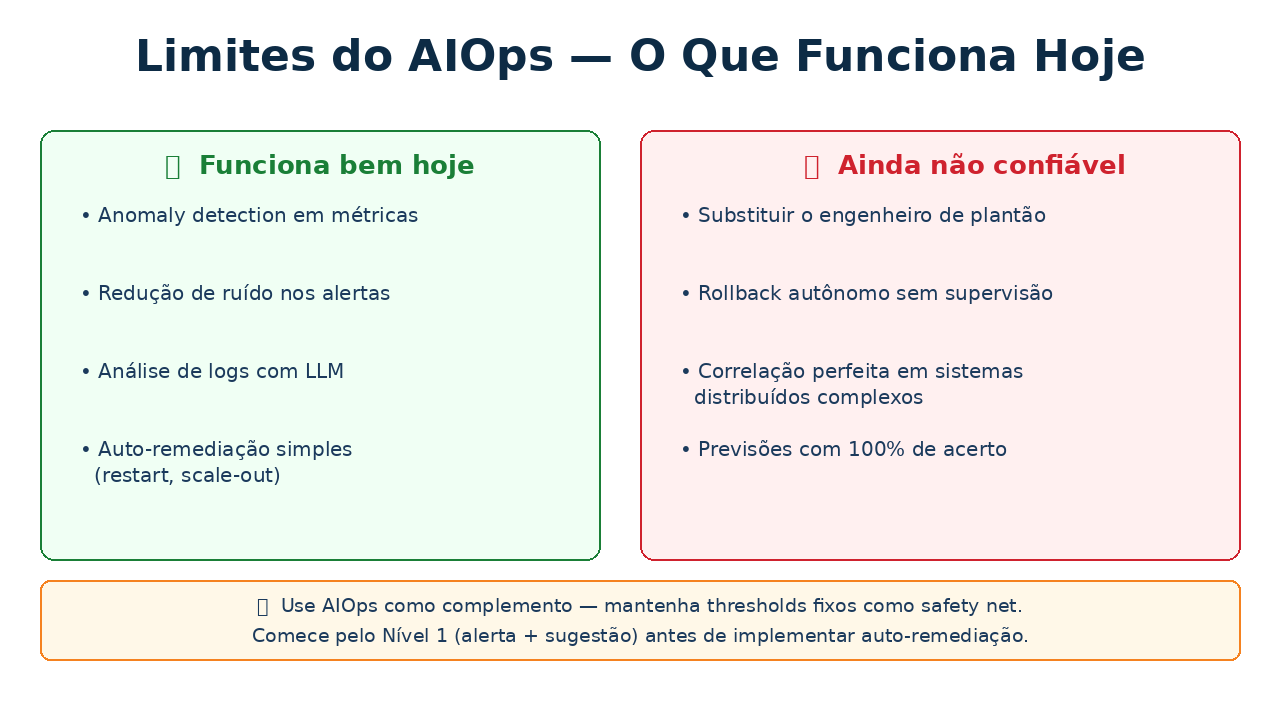 Limites do AIOps — O Que Funciona Hoje
Funciona bem hoje
• Anomaly detection em métricas
• Redução de ruído nos alertas
• Análise de logs com LLM
• Auto-remediação simples
(restart, scale-out)
Ainda não confiável
• Substituir o engenheiro de plantão
• Rollback autônomo sem supervisão
• Correlação perfeita em sistemas
distribuídos complexos
• Previsões com 100% de acerto
Use AIOps como complemento — mantenha thresholds fixos como safety net.
Comece pelo Nível 1 (alerta + sugestão) antes de implementar auto-remediação.